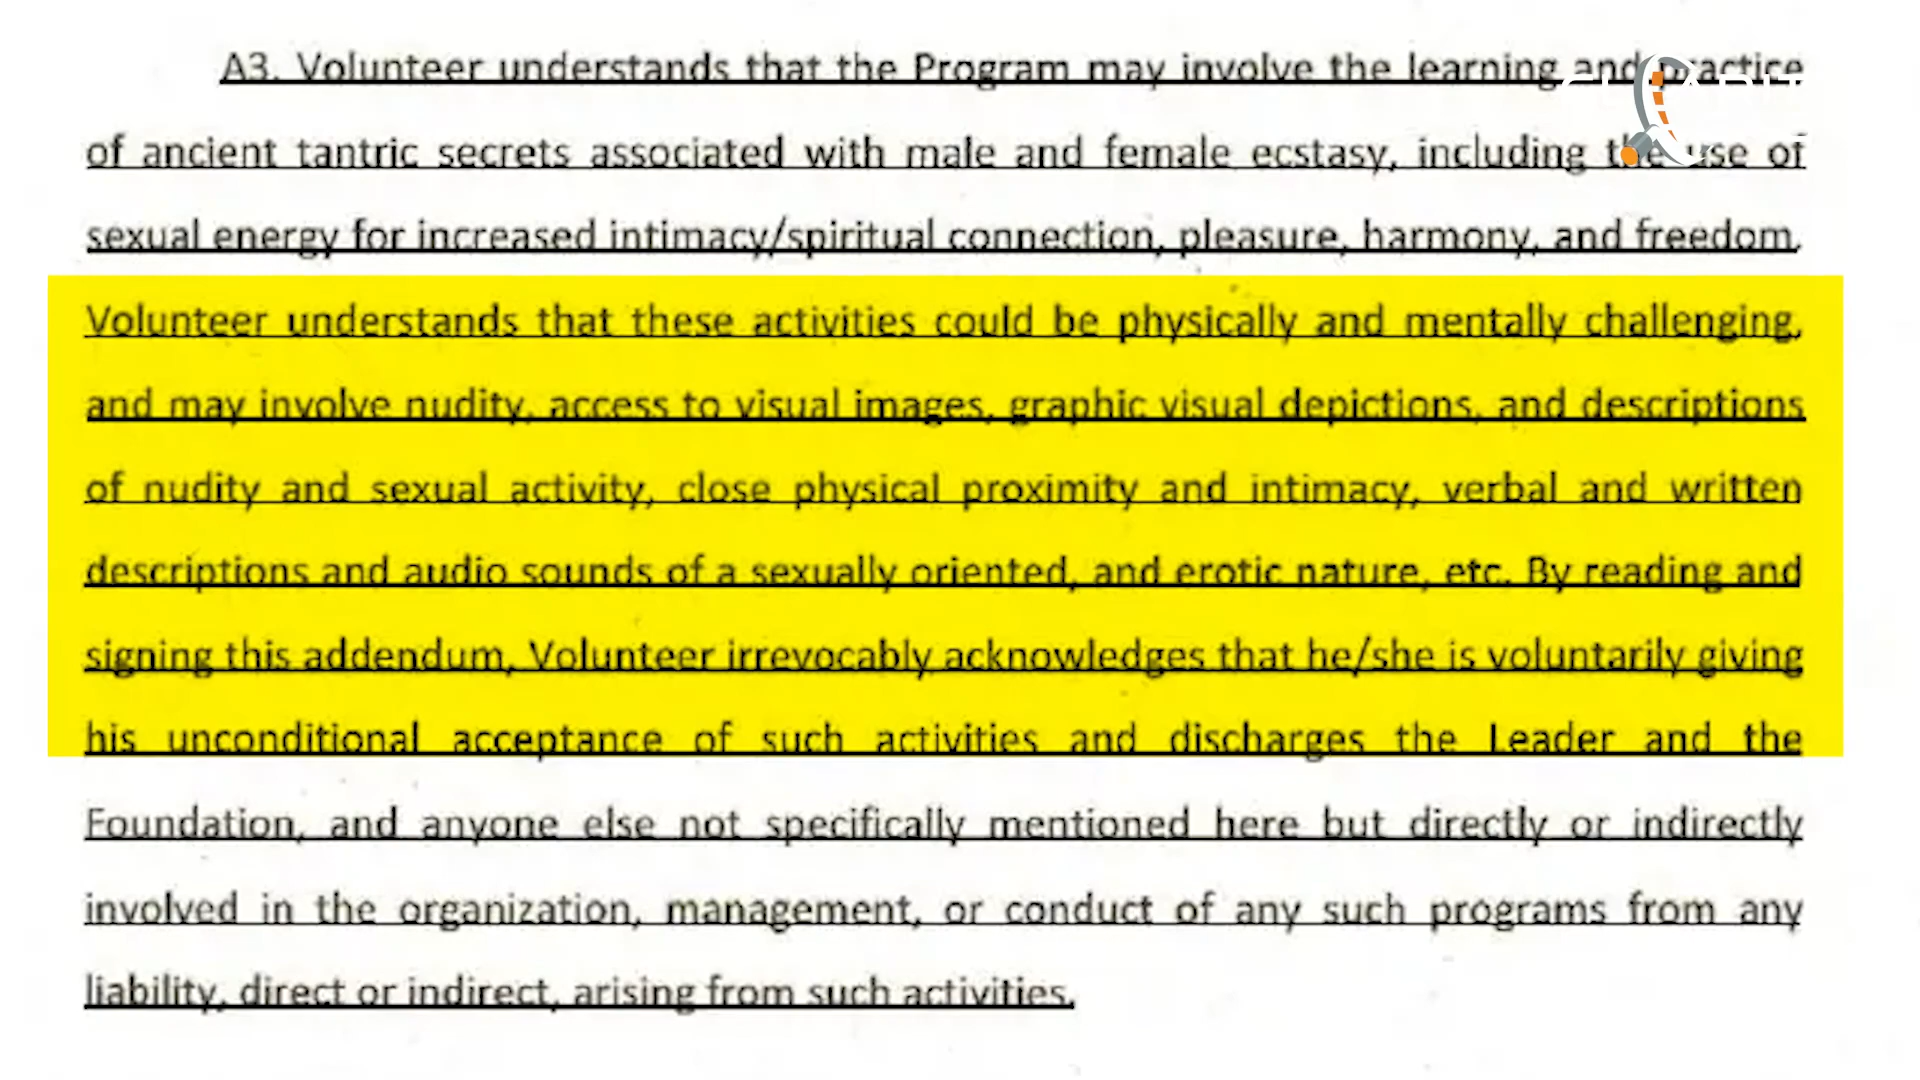 A3. Volunteer understands that the Program may involve the learning and practice
of ancient tantric secrets associated with male and female ecstasy, including the use of
sexual energy for increased intimacy/spiritual connection, pleasure, harmony, and freedom.
Volunteer understands that these activities could be physically and mentally challenging,
and may involve nudity, access to visual images, graphic visual depictions, and descriptions
of nudity and sexual activity, close physical proximity and intimacy, verbal and written
descriptions and audio sounds of a sexually oriented, and erotic nature, etc. By reading and
signing this addendum, Volunteer irrevocably acknowledges that he/she is voluntarily giving
his unconditional acceptance of such activities and discharges the Leader and the
Foundation, and anyone else not specifically mentioned here but directly or indirectly
involved in the organization, management, or conduct of any such programs from any
liability, direct or indirect, arising from such activities.